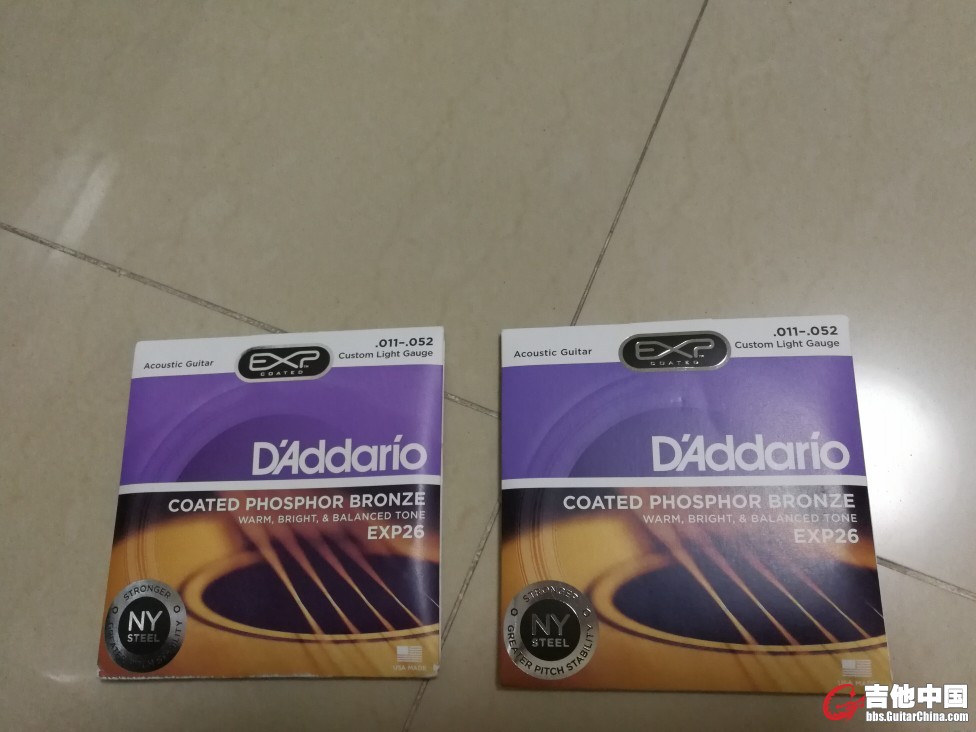 .011–.052
Acoustic Guitar
EXP
COATED
Custom Light Gauge
D'Addario
COATED PHOSPHOR BRONZE
WARM, BRIGHT, & BALANCED TONE
EXP26
STRONGER
NY
STEEL
USA MADE
.011–.052
Acoustic Guitar
EXP
COATED
Custom Light Gauge
D'Addario
COATED PHOSPHOR BRONZE
WARM, BRIGHT, & BALANCED TONE
EXP26
STRONGER
NY
STEEL
GREATER PITCH STABILITY
吉他中国
bbs.GuitarChina.com